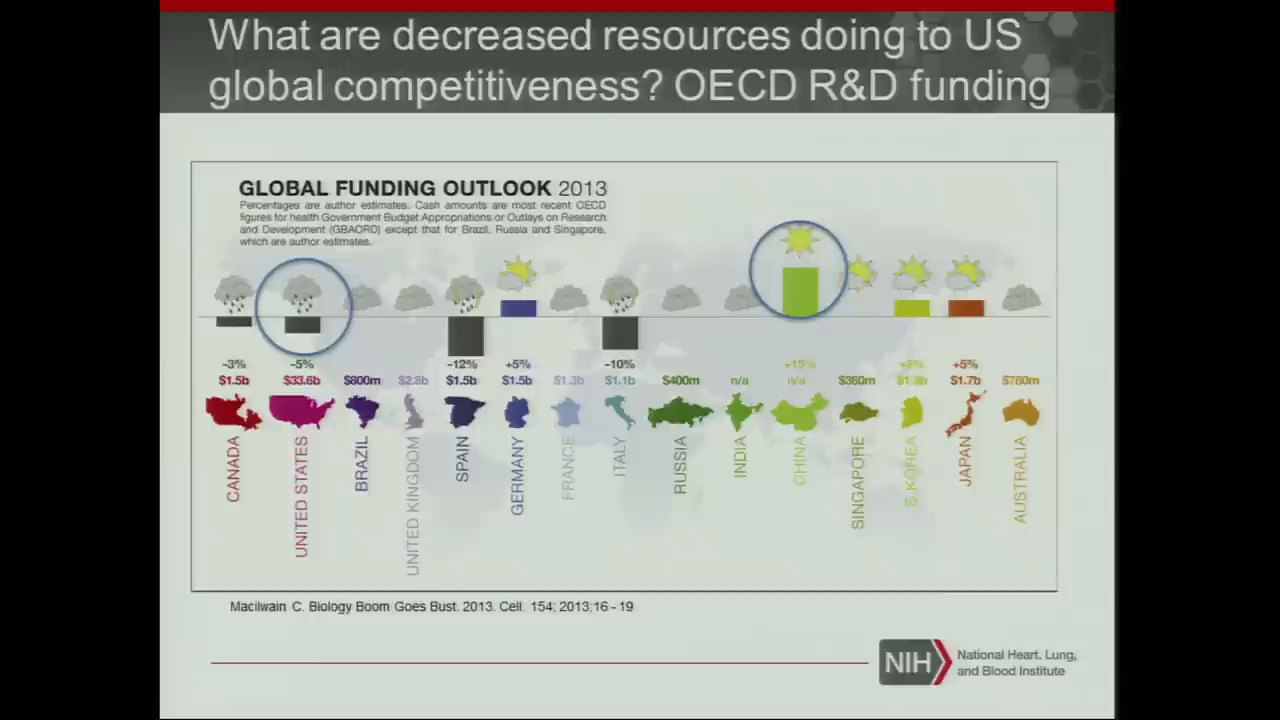 What are decreased resources doing to US
global competitiveness? OECD R&D funding
GLOBAL FUNDING OUTLOOK 2013
Percentages are author estimates. Cash amounts are most recent OECD
figures for health Government Budget Appropriations or Outlays on Research
and Development (GBAORD) except that for Brazil, Russia and Singapore,
which are author estimates.
-3% -5% -12% +5% -10% +15% +5%
$1.5b $33.6b $800m $2.8b $1.5b $1.5b $1.1b $400m n/a n/a $360m $1.7b $760m
CANADA
UNITED STATES
BRAZIL
UNITED KINGDOM
SPAIN
GERMANY
FRANCE
ITALY
RUSSIA
INDIA
CHINA
SINGAPORE
S.KOREA
JAPAN
AUSTRALIA
Macilwain C. Biology Boom Goes Bust. 2013. Cell. 154; 2013;16 - 19
NIH
National Heart, Lung,
and Blood Institute